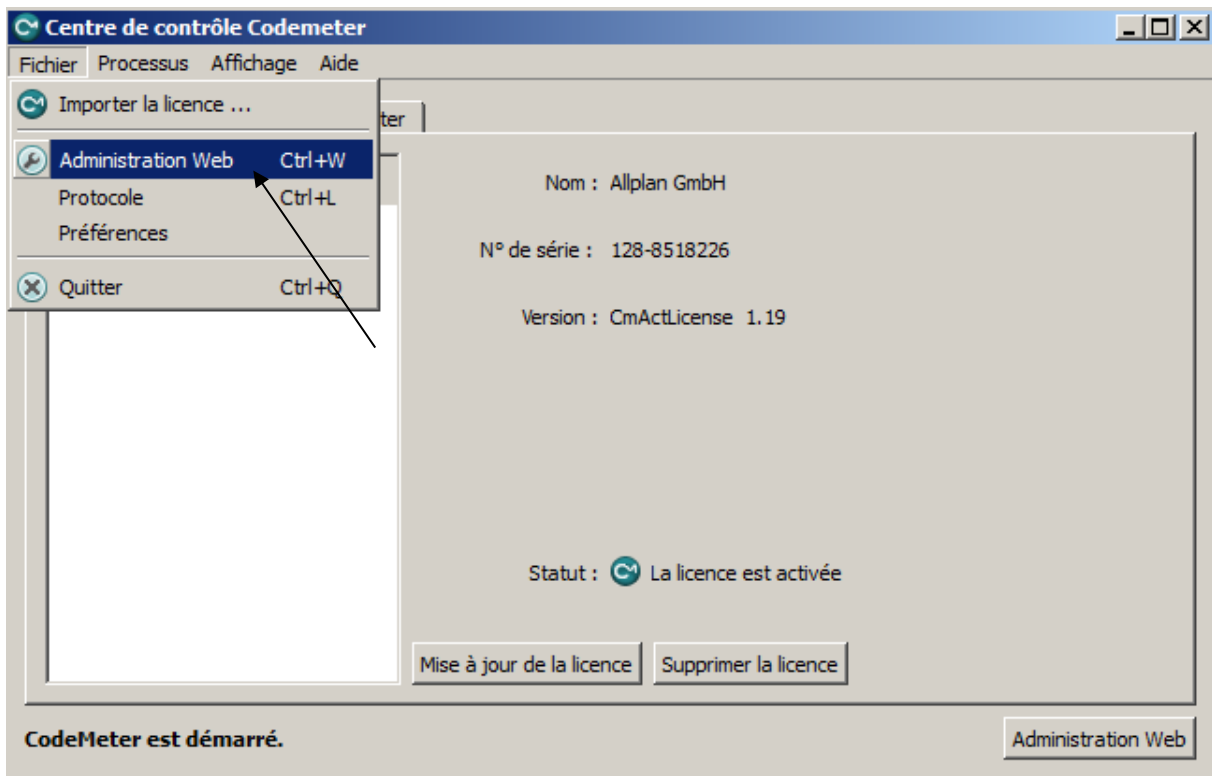 Centre de contrôle Codemeter
Fichier Processus Affichage Aide
Importer la licence ...
ter
Administration Web Ctrl+W
Protocole Ctrl+L
Préférences
Quitter Ctrl+Q
Nom : Allplan GmbH
N° de série : 128-8518226
Version : CmActLicense 1.19
Statut : La licence est activée
Mise à jour de la licence Supprimer la licence
CodeMeter est démarré. Administration Web